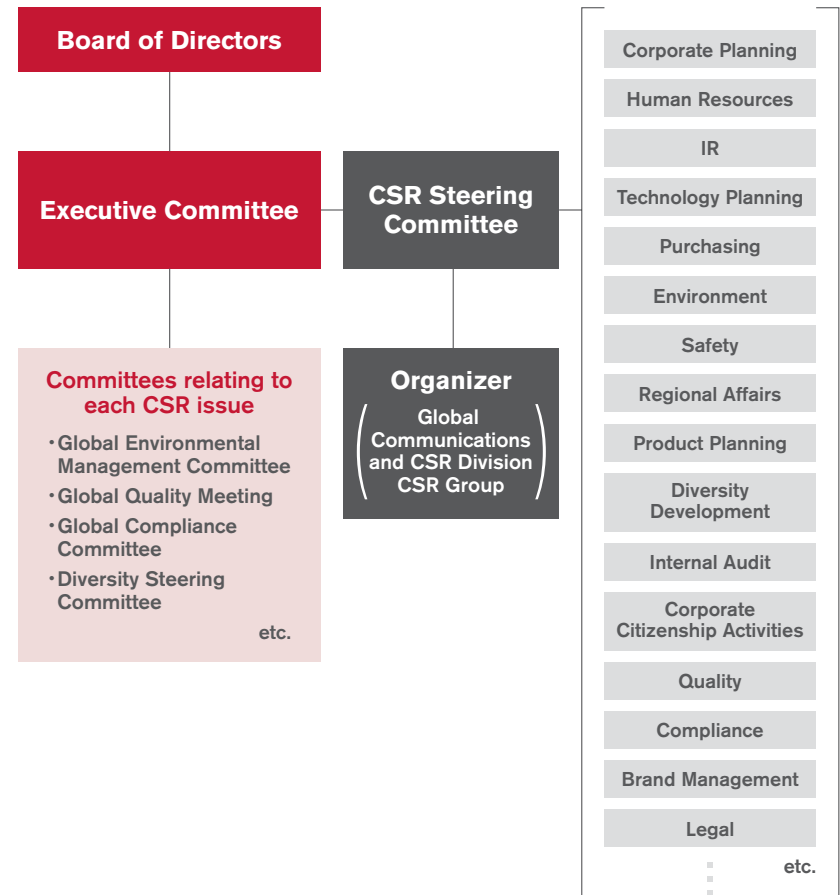 Board of Directors
Executive Committee
CSR Steering
Committee
Committees relating to
each CSR issue
・Global Environmental
Management Committee
・Global Quality Meeting
・Global Compliance
Committee
・Diversity Steering
Committee
etc.
Organizer
(Global
Communications
and CSR Division
CSR Group)
Corporate Planning
Human Resources
IR
Technology Planning
Purchasing
Environment
Safety
Regional Affairs
Product Planning
Diversity
Development
Internal Audit
Corporate
Citizenship Activities
Quality
Compliance
Brand Management
Legal
etc.